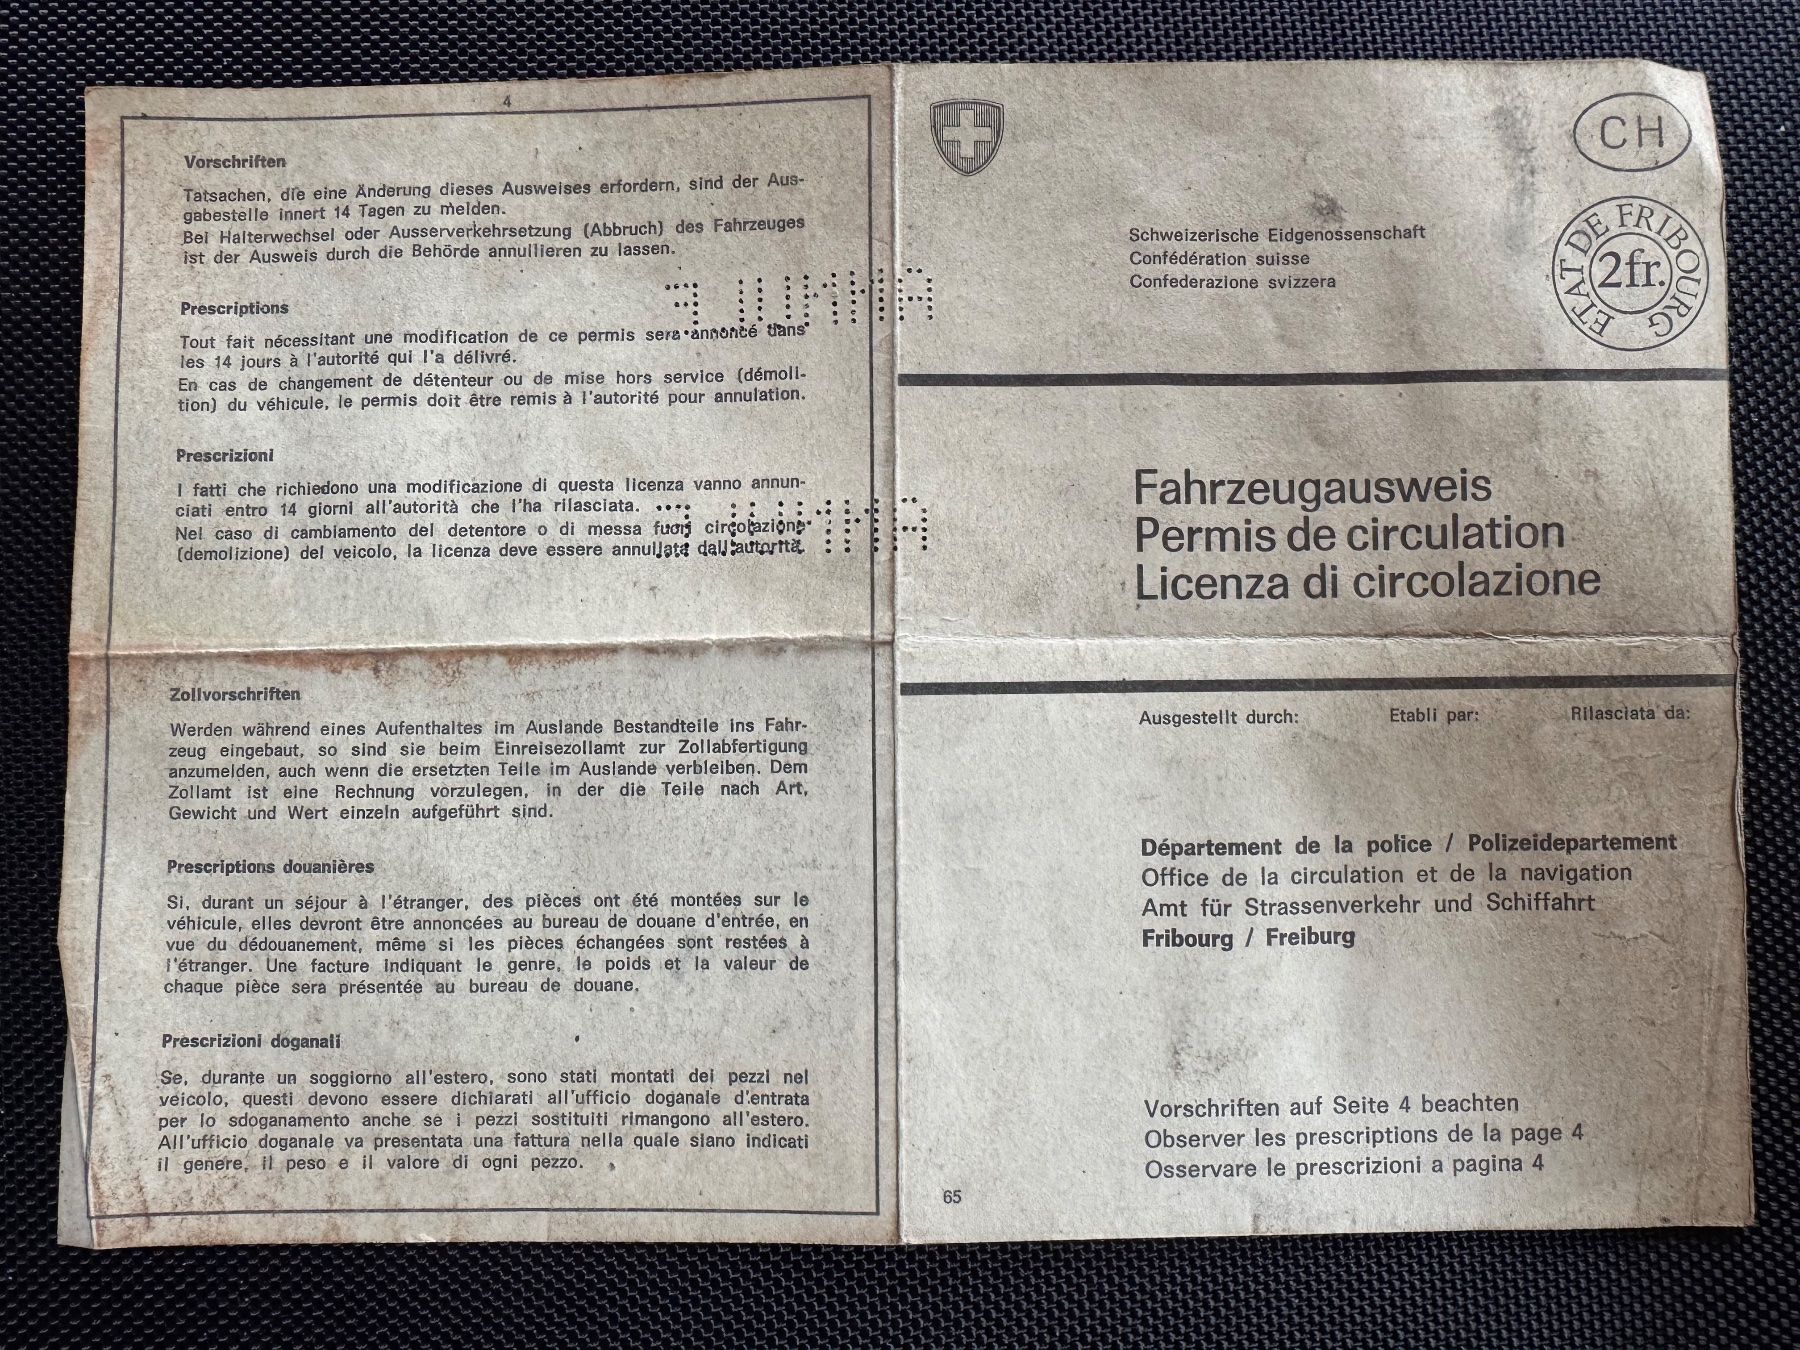 4
Vorschriften
Tatsachen, die eine Änderung dieses Ausweises erfordern, sind der Aus-
gabestelle innert 14 Tagen zu melden.
Bei Halterwechsel oder Ausserverkehrsetzung (Abbruch) des Fahrzeuges
ist der Ausweis durch die Behörde annullieren zu lassen.
ANNULE
Prescriptions
Tout fait nécessitant une modification de ce permis sera annoncé dans
les 14 jours à l'autorité qui l'a délivré.
En cas de changement de détenteur ou de mise hors service (démoli-
tion) du véhicule, le permis doit être remis à l'autorité pour annulation.
Prescrizioni
I fatti che richiedono una modificazione di questa licenza vanno annun-
ciati entro 14 giorni all'autorità che l'ha rilasciata.
ANNULE
Nel caso di cambiamento del detentore o di messa fuori circolazione
(demolizione) del veicolo, la licenza deve essere annullata dall'autorità.
Zollvorschriften
Werden während eines Aufenthaltes im Auslande Bestandteile ins Fahr-
zeug eingebaut, so sind sie beim Einreisezollamt zur Zollabfertigung
anzumelden, auch wenn die ersetzten Teile im Auslande verbleiben. Dem
Zollamt ist eine Rechnung vorzulegen, in der die Teile nach Art,
Gewicht und Wert einzeln aufgeführt sind.
Prescriptions douanières
Si, durant un séjour à l'étranger, des pièces ont été montées sur le
véhicule, elles devront être annoncées au bureau de douane d'entrée, en
vue du dédouanement, même si les pièces échangées sont restées à
l'étranger. Une facture indiquant le genre, le poids et la valeur de
chaque pièce sera présentée au bureau de douane.
Prescrizioni doganali
Se, durante un soggiorno all'estero, sono stati montati dei pezzi nel
veicolo, questi devono essere dichiarati all'ufficio doganale d'entrata
per lo sdoganamento anche se i pezzi sostituiti rimangono all'estero.
All'ufficio doganale va presentata una fattura nella quale siano indicati
il genere, il peso e il valore di ogni pezzo.
CH
ETAT DE FRIBOURG
2fr.
Schweizerische Eidgenossenschaft
Confédération suisse
Confederazione svizzera
Fahrzeugausweis
Permis de circulation
Licenza di circolazione
Ausgestellt durch: Etabli par: Rilasciata da:
Département de la police / Polizeidepartement
Office de la circulation et de la navigation
Amt für Strassenverkehr und Schiffahrt
Fribourg / Freiburg
Vorschriften auf Seite 4 beachten
Observer les prescriptions de la page 4
Osservare le prescrizioni a pagina 4
65